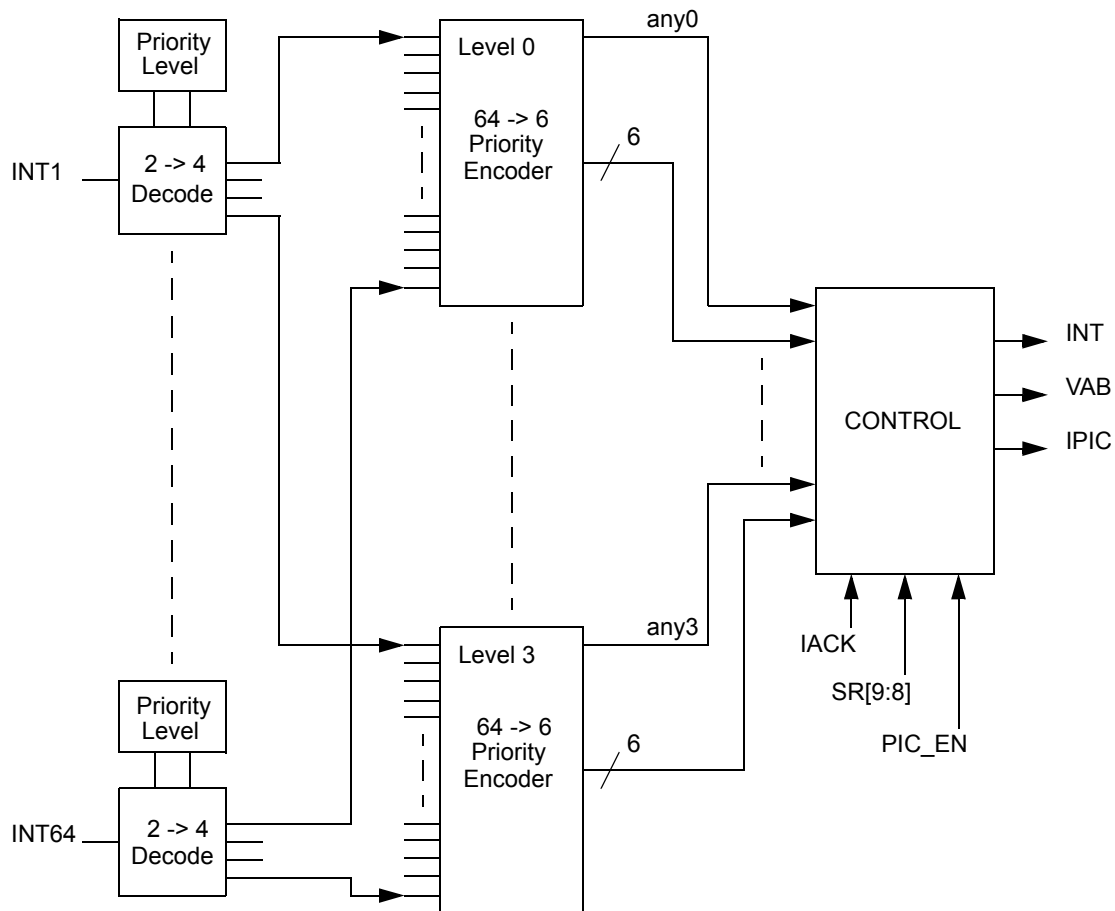 Priority
Level
INT1
2 -> 4
Decode
Level 0
64 -> 6
Priority
Encoder
any0
6
CONTROL
INT
VAB
IPIC
IACK
SR[9:8]
PIC_EN
Priority
Level
INT64
2 -> 4
Decode
Level 3
64 -> 6
Priority
Encoder
any3
6